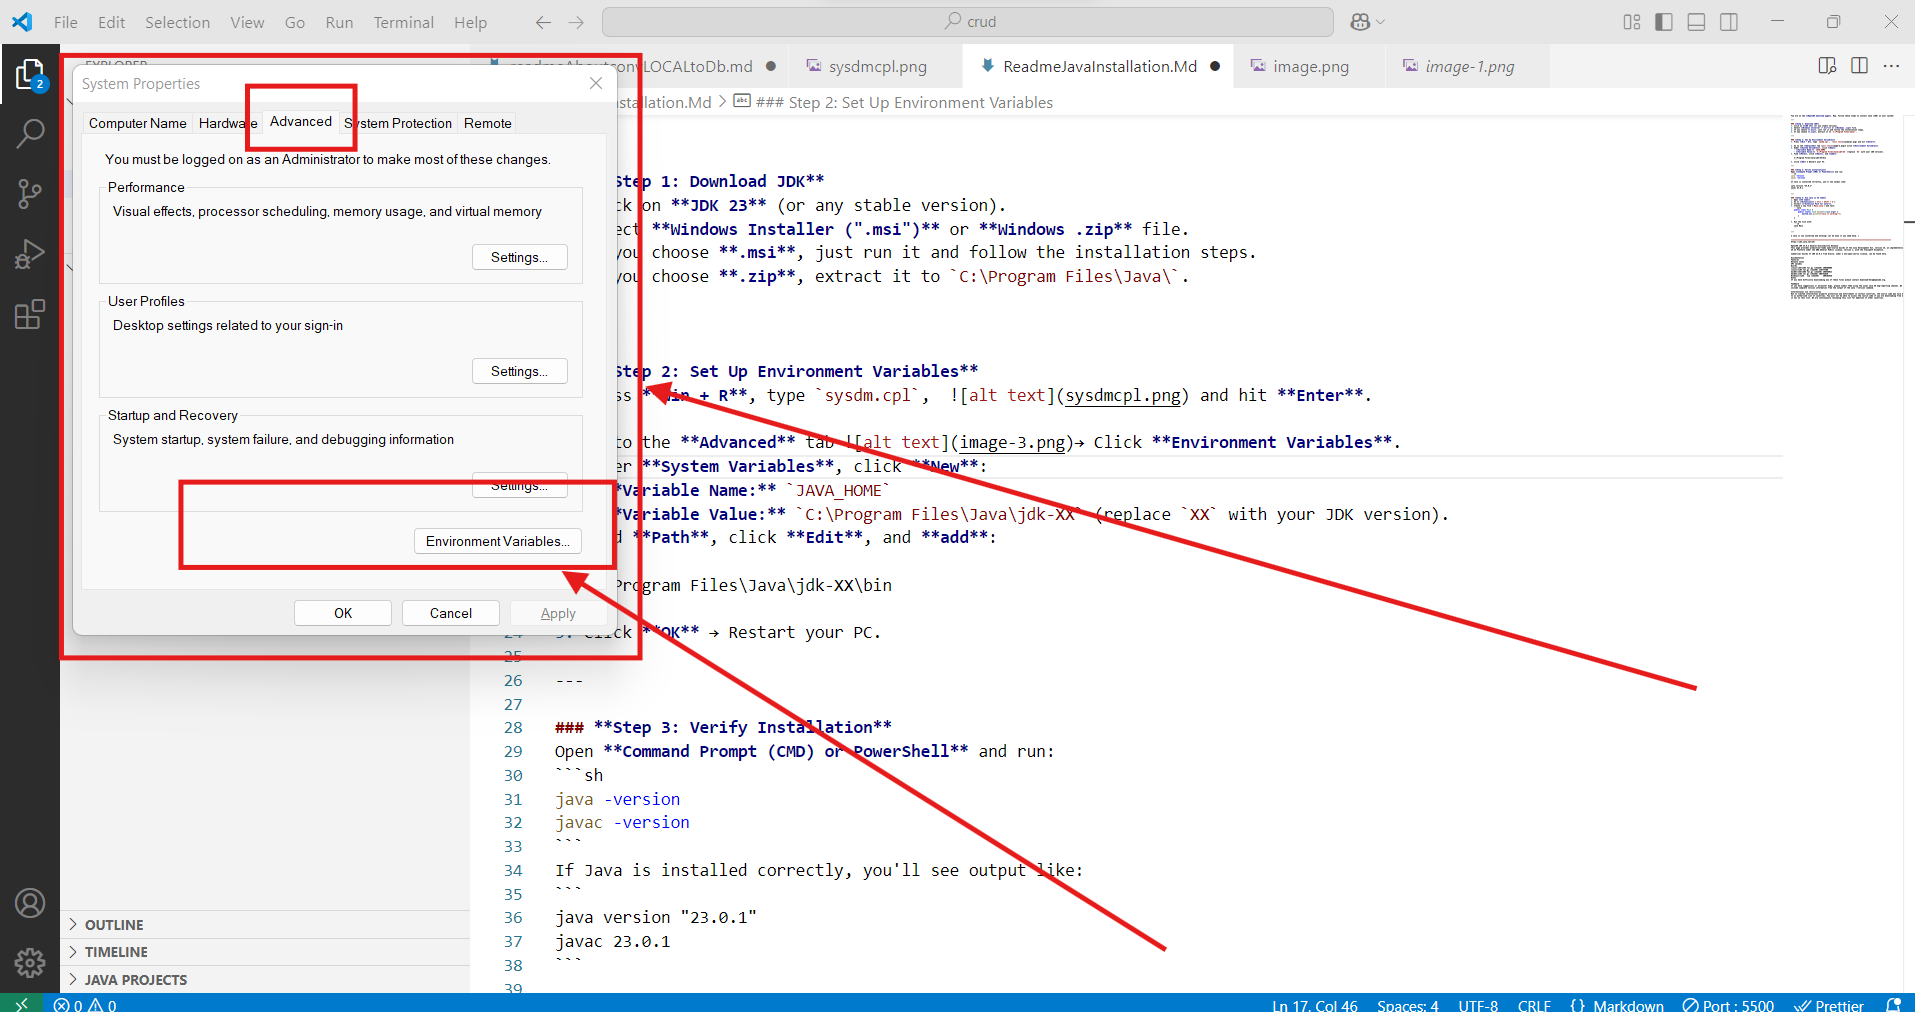 File Edit Selection View Go Run Terminal Help
crud
EXPLORER
2
readmeAboutconvLOCALtoDb.md
sysdmcpl.png
ReadmeJavaInstallation.Md
image.png
image-1.png
stallation.Md > abc ### Step 2: Set Up Environment Variables
System Properties
Computer Name Hardware Advanced System Protection Remote
You must be logged on as an Administrator to make most of these changes.
Performance
Visual effects, processor scheduling, memory usage, and virtual memory
Settings...
User Profiles
Desktop settings related to your sign-in
Settings...
Startup and Recovery
System startup, system failure, and debugging information
Settings...
Environment Variables...
OK Cancel Apply
Step 1: Download JDK**
ck on **JDK 23** (or any stable version).
ect **Windows Installer (".msi")** or **Windows .zip** file.
you choose **.msi**, just run it and follow the installation steps.
you choose **.zip**, extract it to `C:\Program Files\Java\`.
Step 2: Set Up Environment Variables**
ss **Win + R**, type `sysdm.cpl`, ![alt text](sysdmcpl.png) and hit **Enter**.
to the **Advanced** tab ![alt text](image-3.png)→ Click **Environment Variables**.
er **System Variables**, click **New**:
*Variable Name:** `JAVA_HOME`
*Variable Value:** `C:\Program Files\Java\jdk-XX` (replace `XX` with your JDK version).
d **Path**, click **Edit**, and **add**:
Program Files\Java\jdk-XX\bin
24 5. Click **OK** → Restart your PC.
25
26 ---
27
28 ### **Step 3: Verify Installation**
29 Open **Command Prompt (CMD) or PowerShell** and run:
30 ```sh
31 java -version
32 javac -version
33 ```
34 If Java is installed correctly, you'll see output like:
35 ```
36 java version "23.0.1"
37 javac 23.0.1
38 ```
39
OUTLINE
TIMELINE
JAVA PROJECTS
0 0
Ln 17, Col 46 Spaces: 4 UTF-8 CRLF {} Markdown Port : 5500 Prettier